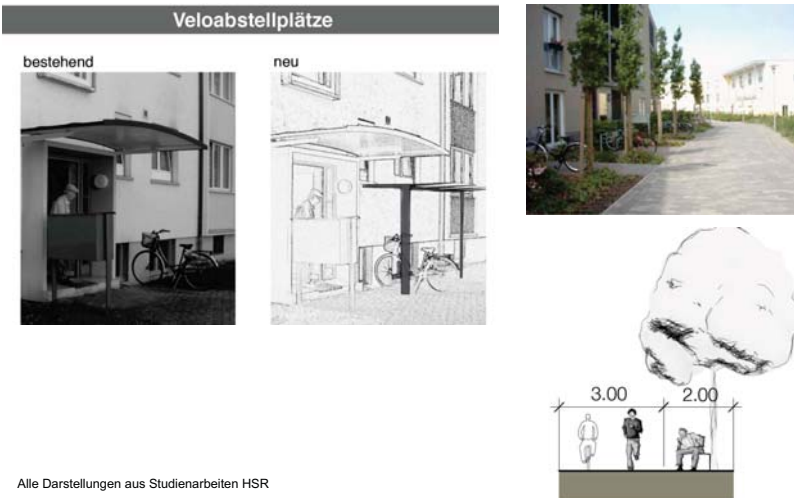 Veloabstellplätze
bestehend
neu
3.00 2.00
Alle Darstellungen aus Studienarbeiten HSR